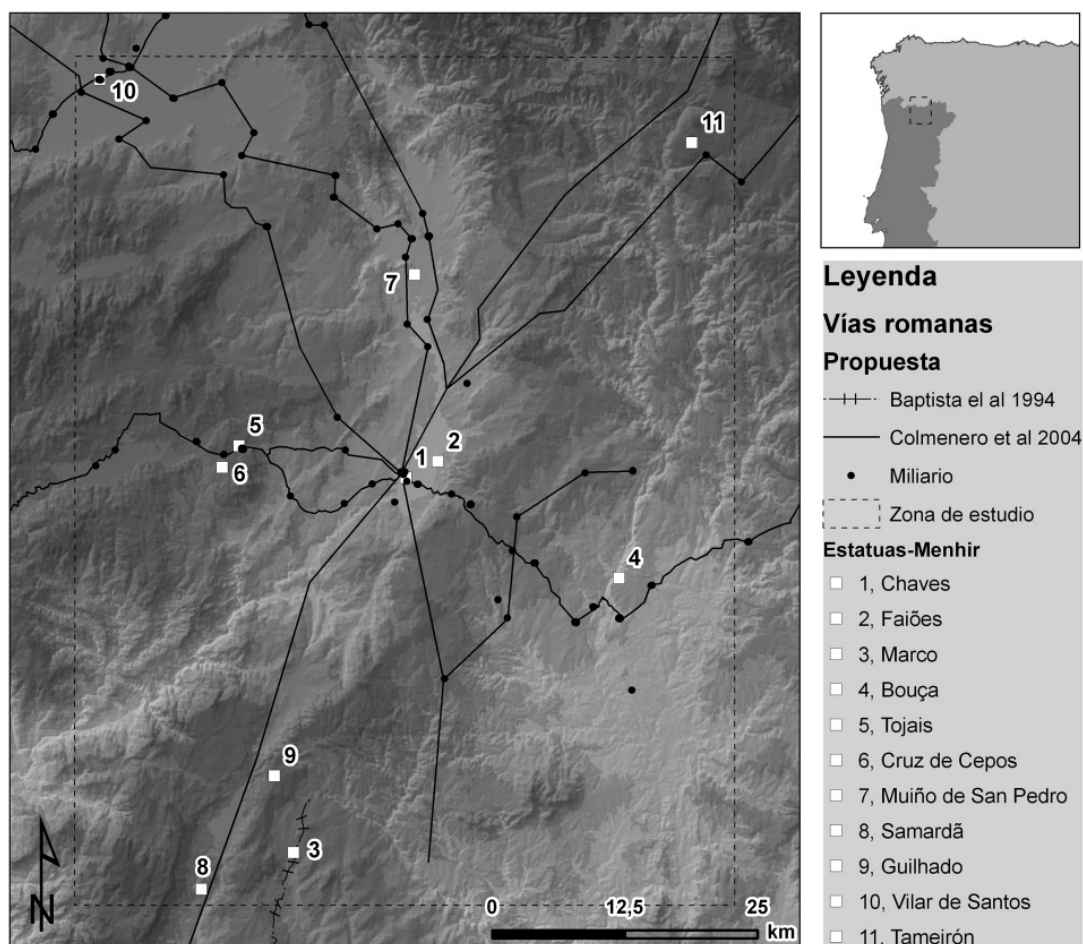 10
11
7
5
6
1
2
4
9
3
8
N
0
12,5
25
km
Leyenda
Vías romanas
Propuesta
Baptista el al 1994
Colmenero et al 2004
Miliario
Zona de estudio
Estatuas-Menhir
1, Chaves
2, Faiões
3, Marco
4, Bouça
5, Tojais
6, Cruz de Cepos
7, Muiño de San Pedro
8, Samardã
9, Guilhado
10, Vilar de Santos
11, Tameirón